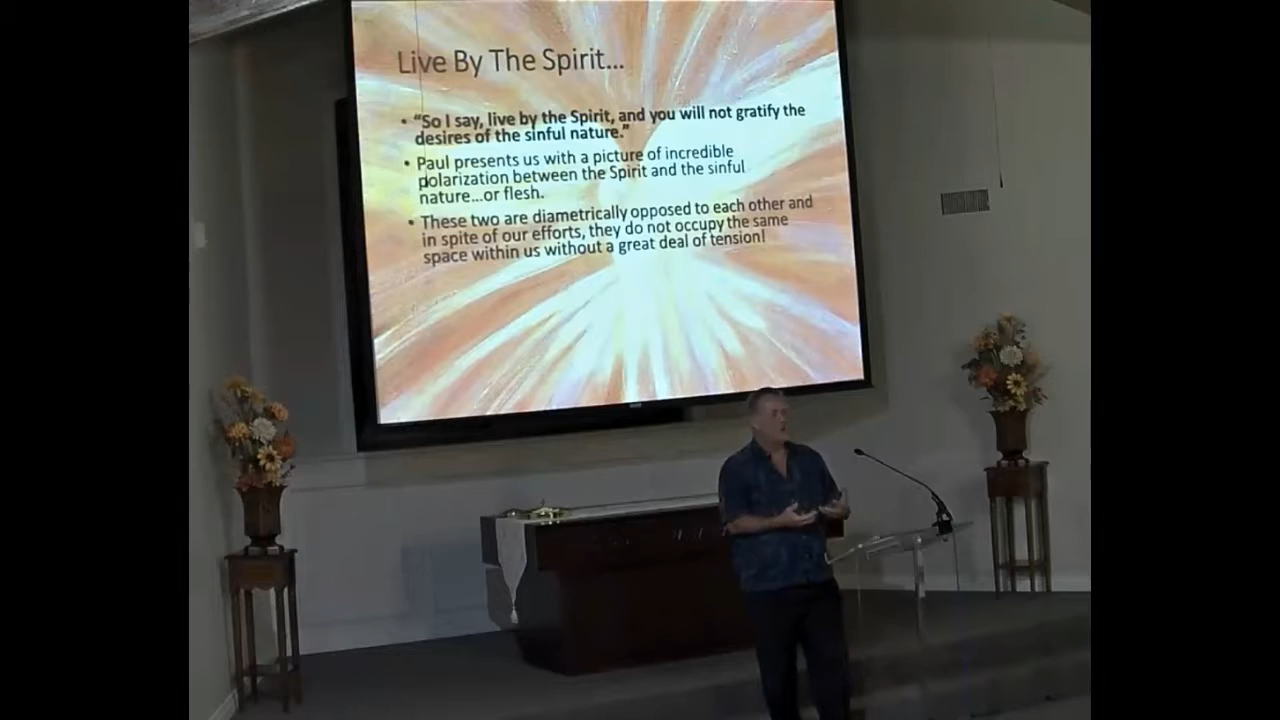 Live By The Spirit...
• "So I say, live by the Spirit, and you will not gratify the
desires of the sinful nature."
• Paul presents us with a picture of incredible
polarization between the Spirit and the sinful
nature...or flesh.
• These two are diametrically opposed to each other and
in spite of our efforts, they do not occupy the same
space within us without a great deal of tension!